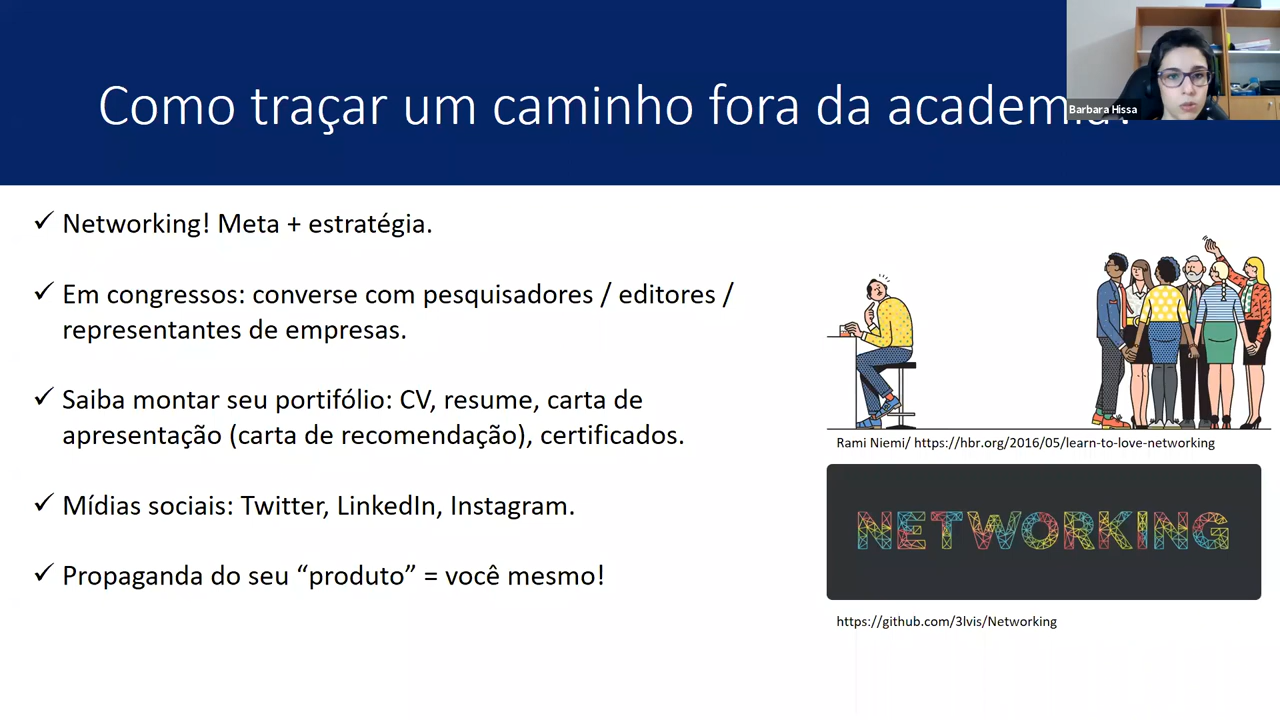 Como traçar um caminho fora da academia?
Barbara Hissa
✓ Networking! Meta + estratégia.
✓ Em congressos: converse com pesquisadores / editores /
representantes de empresas.
✓ Saiba montar seu portifólio: CV, resume, carta de
apresentação (carta de recomendação), certificados.
✓ Mídias sociais: Twitter, LinkedIn, Instagram.
✓ Propaganda do seu “produto” = você mesmo!
Rami Niemi/ https://hbr.org/2016/05/learn-to-love-networking
NETWORKING
https://github.com/3lvis/Networking